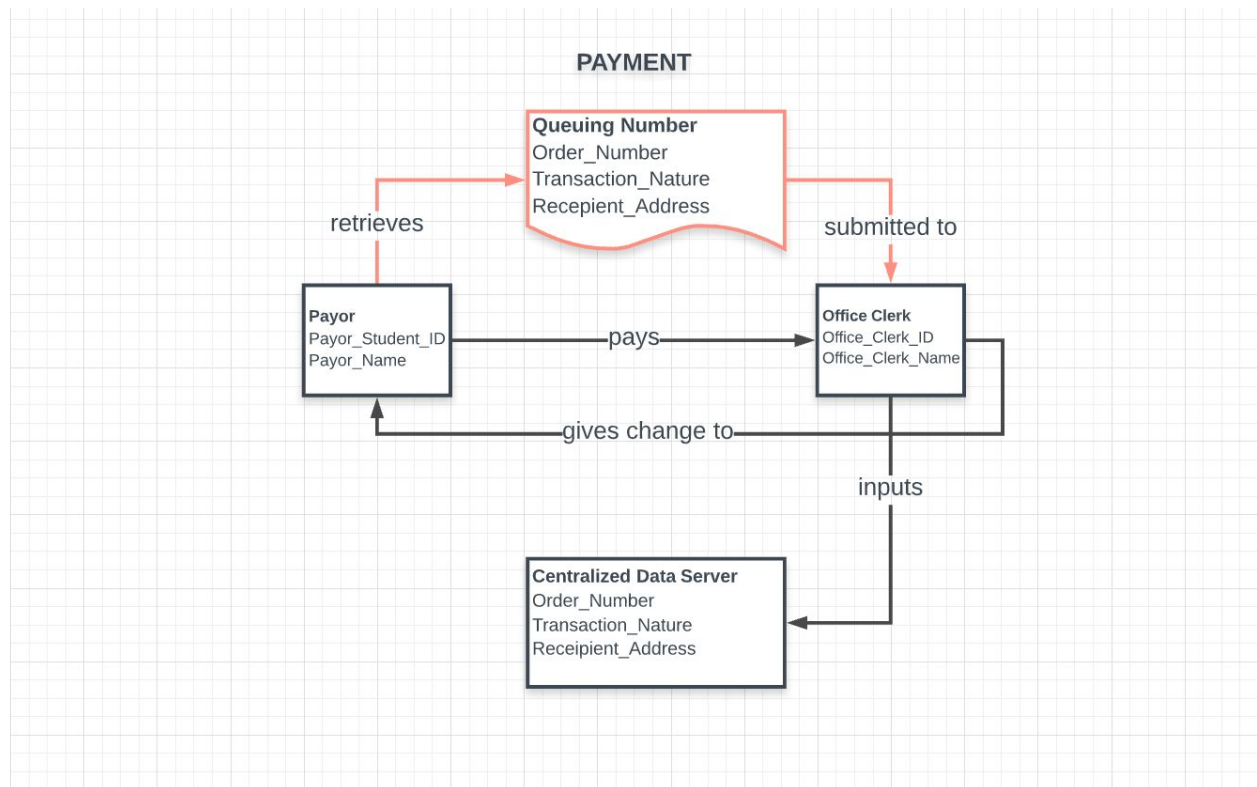 PAYMENT
Queuing Number
Order_Number
Transaction_Nature
Recepient_Address
retrieves
submitted to
Payor
Payor_Student_ID
Payor_Name
pays
Office Clerk
Office_Clerk_ID
Office_Clerk_Name
gives change to
inputs
Centralized Data Server
Order_Number
Transaction_Nature
Receipient_Address